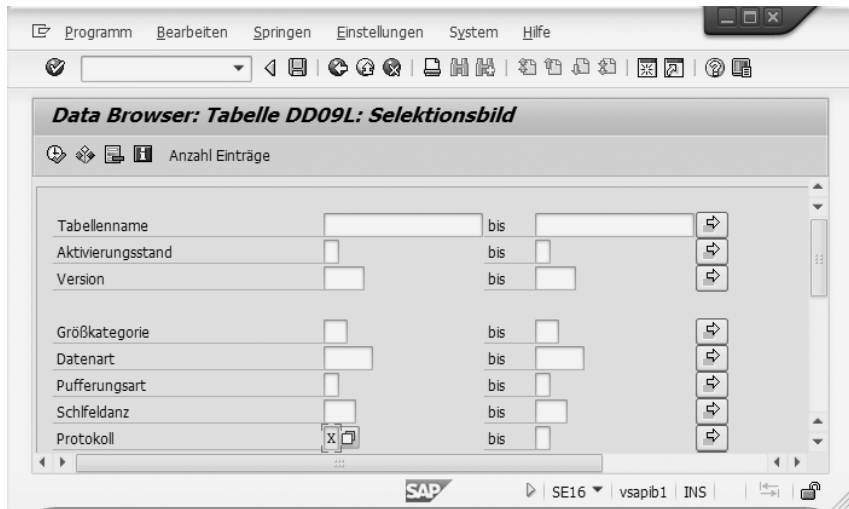 Programm Bearbeiten Springen Einstellungen System Hilfe
Data Browser: Tabelle DD09L: Selektionsbild
Anzahl Einträge
Tabellenname bis
Aktivierungsstand bis
Version bis
Größkategorie bis
Datenart bis
Pufferungsart bis
Schlfeldanz bis
Protokoll X bis
SAP SE16 vsapib1 INS